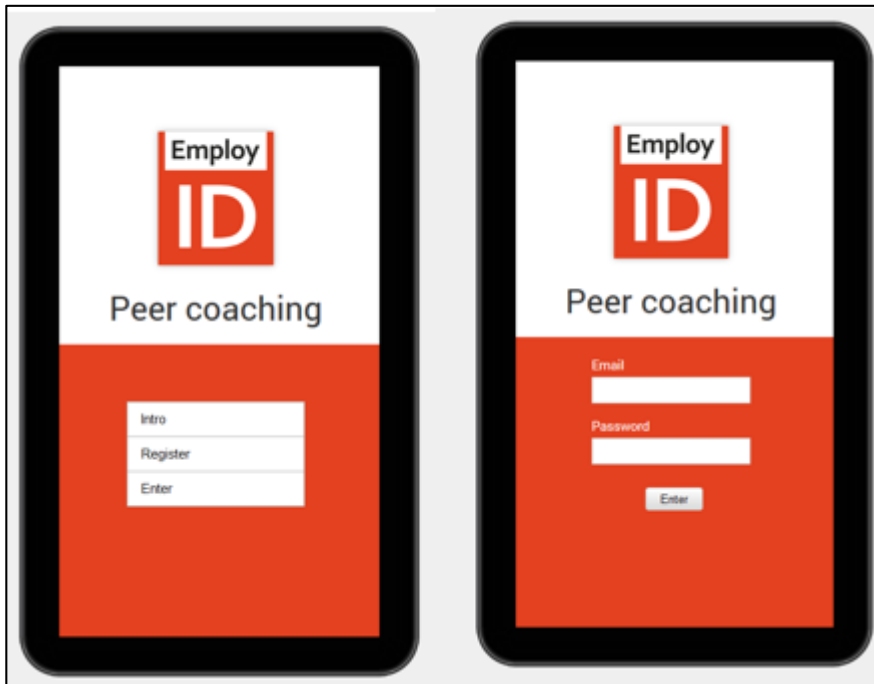 Employ
ID
Peer coaching
Intro
Register
Enter
Employ
ID
Peer coaching
Email
Password
Enter